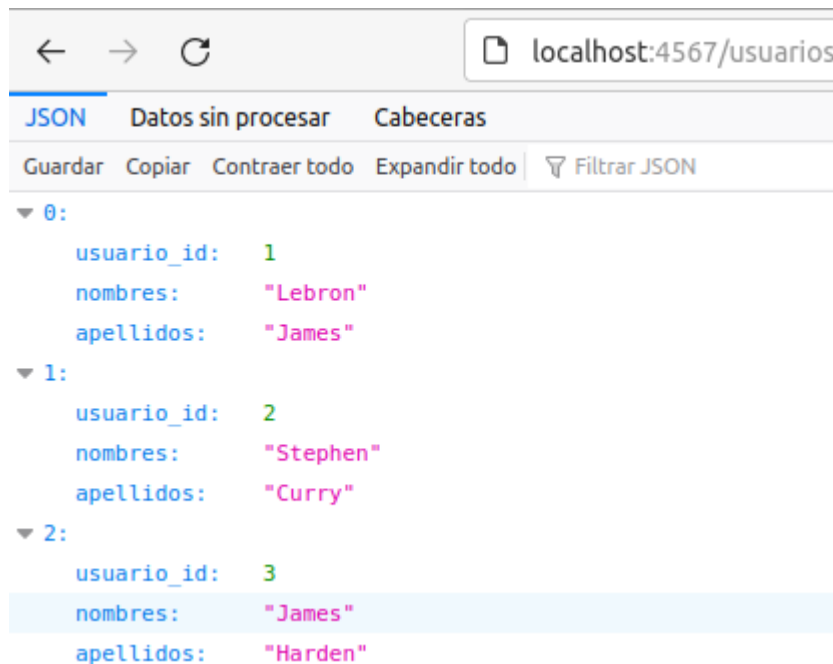 localhost:4567/usuarios
JSON Datos sin procesar Cabeceras
Guardar Copiar Contraer todo Expandir todo Filtrar JSON
0:
usuario_id: 1
nombres: "Lebron"
apellidos: "James"
1:
usuario_id: 2
nombres: "Stephen"
apellidos: "Curry"
2:
usuario_id: 3
nombres: "James"
apellidos: "Harden"